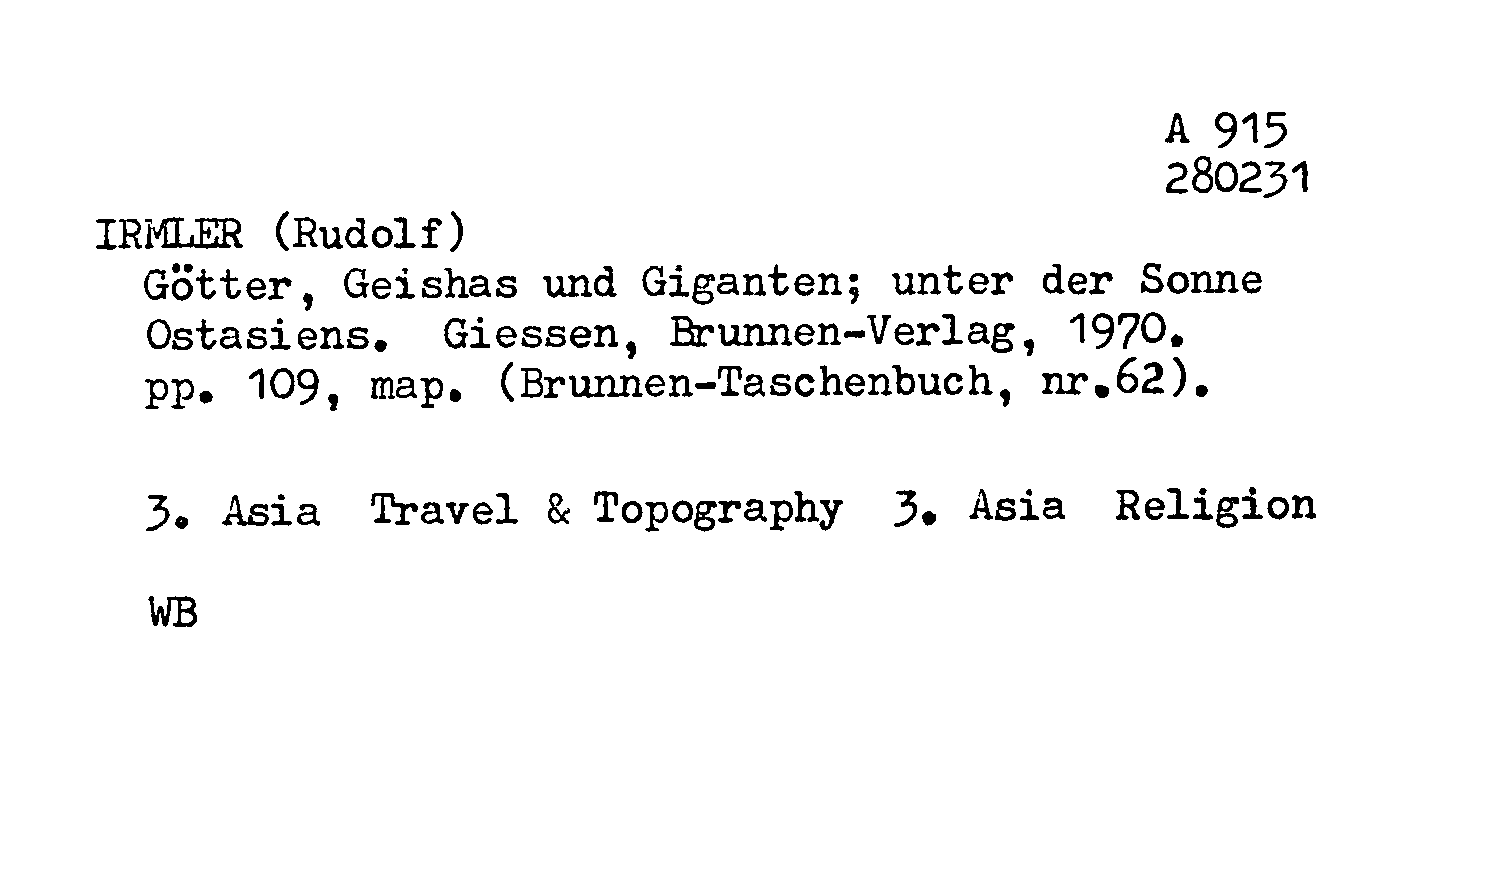 A 915
280231
IRMLER (Rudolf)
Götter, Geishas und Giganten; unter der Sonne
Ostasiens. Giessen, Brunnen-Verlag, 1970.
pp. 109, map. (Brunnen-Taschenbuch, nr.62).
3. Asia Travel & Topography 3. Asia Religion
WB